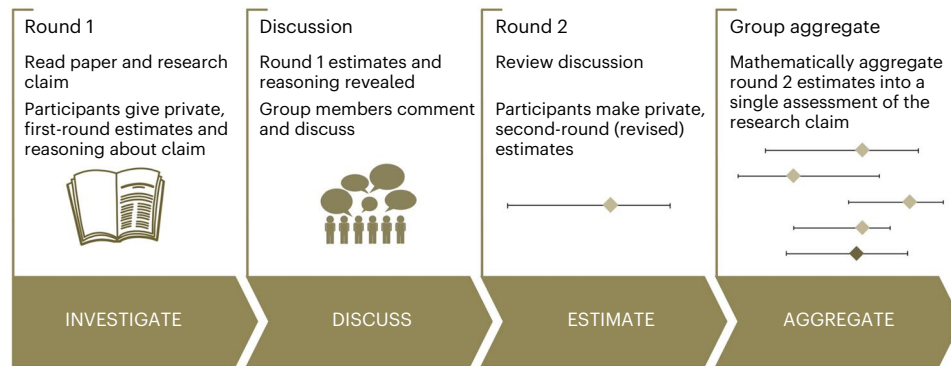 Round 1
Read paper and research
claim
Participants give private,
first-round estimates and
reasoning about claim
INVESTIGATE
Discussion
Round 1 estimates and
reasoning revealed
Group members comment
and discuss
DISCUSS
Round 2
Review discussion
Participants make private,
second-round (revised)
estimates
ESTIMATE
Group aggregate
Mathematically aggregate
round 2 estimates into a
single assessment of the
research claim
AGGREGATE